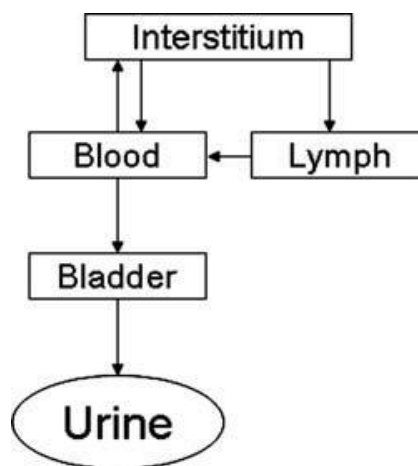 Interstitium
Blood
Lymph
Bladder
Urine